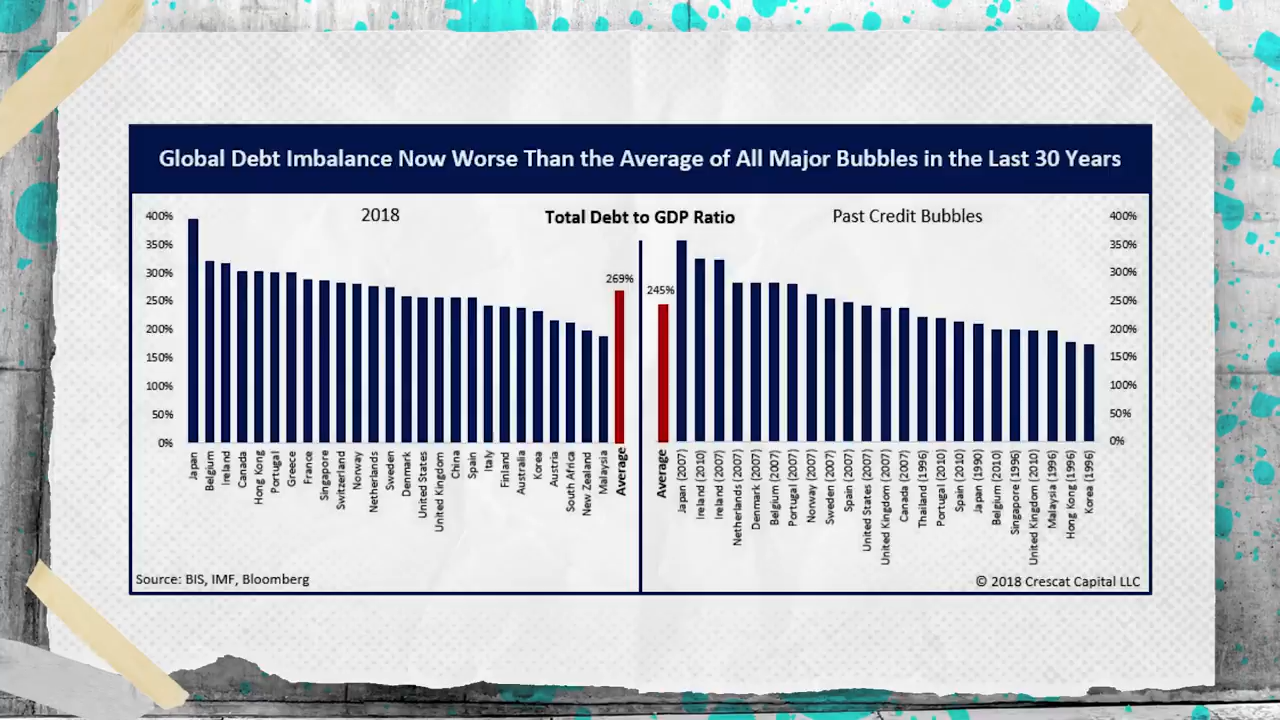 Global Debt Imbalance Now Worse Than the Average of All Major Bubbles in the Last 30 Years
2018
Total Debt to GDP Ratio
Past Credit Bubbles
400%
350%
300%
250%
200%
150%
100%
50%
0%
269%
Japan
Belgium
Ireland
Canada
Hong Kong
Portugal
Greece
France
Singapore
Switzerland
Norway
Netherlands
Sweden
Denmark
United States
United Kingdom
China
Spain
Italy
Finland
Australia
Korea
Austria
South Africa
New Zealand
Malaysia
Average
245%
400%
350%
300%
250%
200%
150%
100%
50%
0%
Average
Japan (2007)
Ireland (2010)
Ireland (2007)
Netherlands (2007)
Denmark (2007)
Belgium (2007)
Portugal (2007)
Norway (2007)
Sweden (2007)
Spain (2007)
United States (2007)
United Kingdom (2007)
Canada (2007)
Thailand (1996)
Portugal (2010)
Spain (2010)
Japan (1990)
Belgium (2010)
Singapore (1996)
United Kingdom (2010)
Malaysia (1996)
Hong Kong (1996)
Korea (1996)
Source: BIS, IMF, Bloomberg
© 2018 Crescat Capital LLC